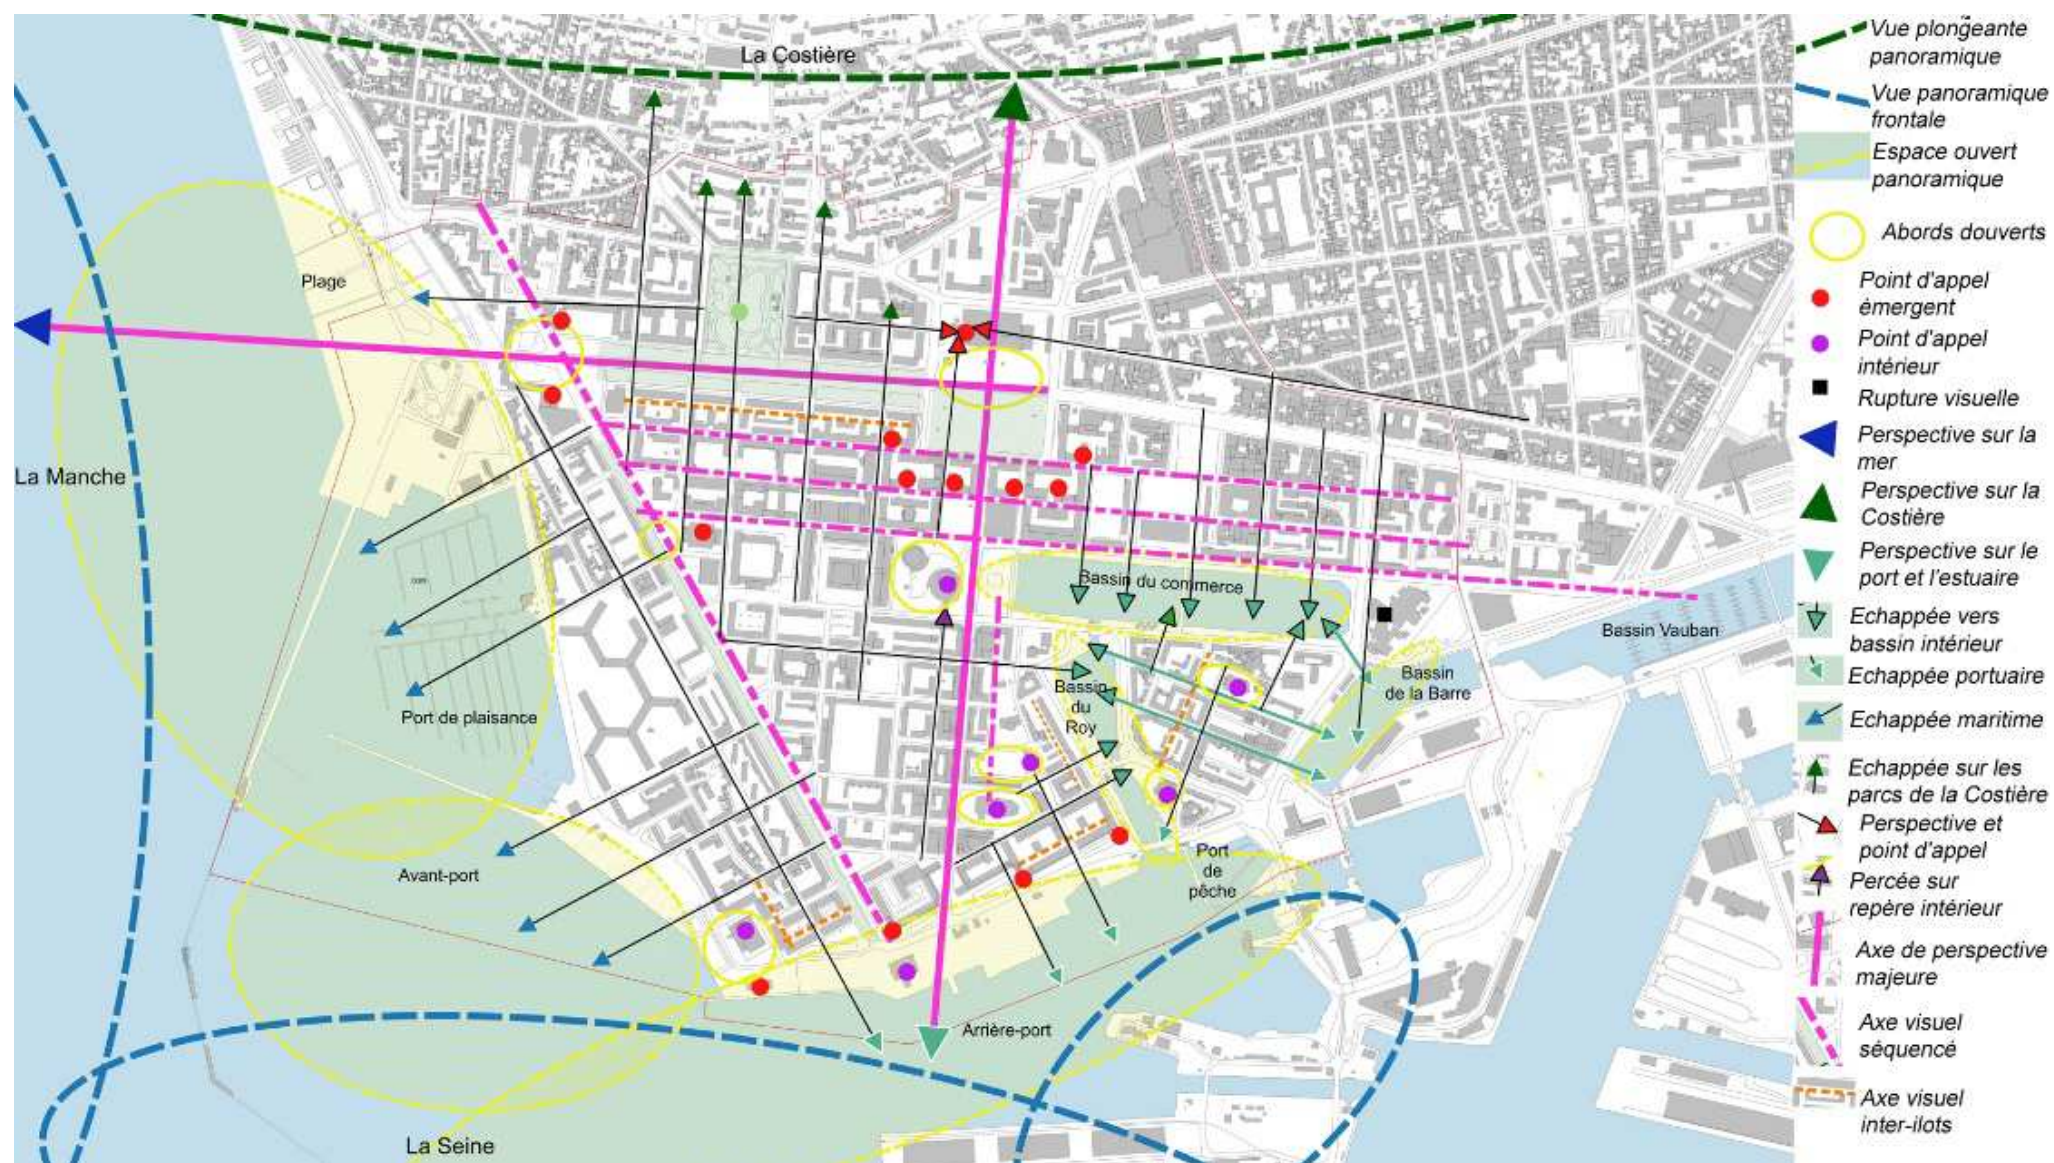 La Costière
Plage
La Manche
Bassin du commerce
Bassin Vauban
Bassin
de la Barre
Bassin
du
Roy
Port de plaisance
Avant-port
Port
de
pêche
Arrière-port
La Seine
Vue plongeante
panoramique
Vue panoramique
frontale
Espace ouvert
panoramique
Abords douverts
Point d'appel
émergent
Point d'appel
intérieur
Rupture visuelle
Perspective sur la
mer
Perspective sur la
Costière
Perspective sur le
port et l'estuaire
Echappée vers
bassin intérieur
Echappée portuaire
Echappée maritime
Echappée sur les
parcs de la Costière
Perspective et
point d'appel
Percée sur
repère intérieur
Axe de perspective
majeure
Axe visuel
séquencé
Axe visuel
inter-ilots